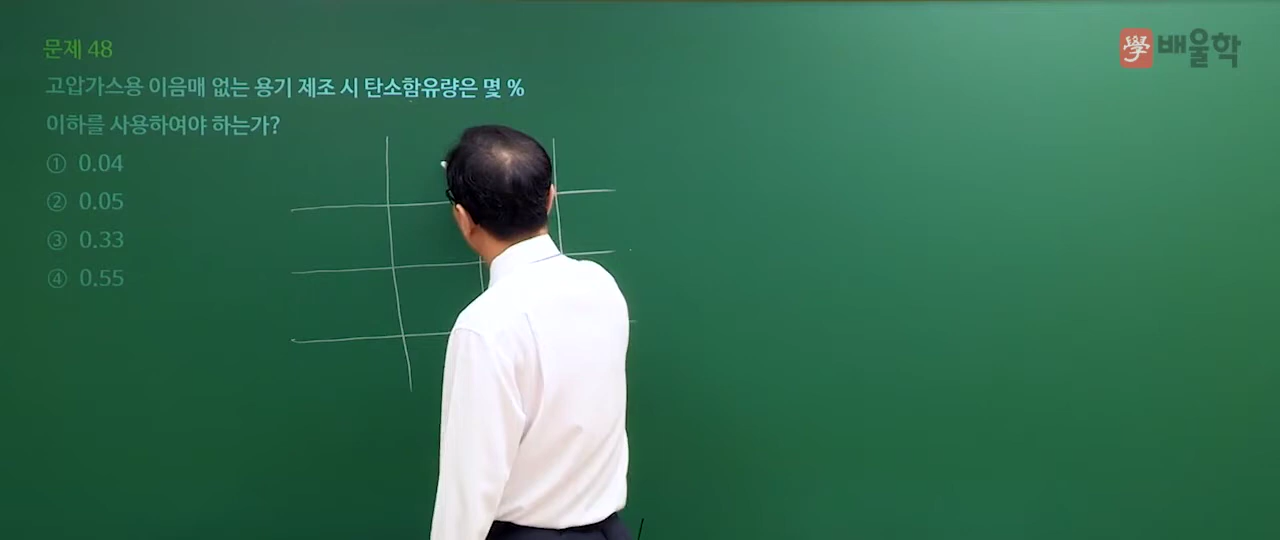 문제 48
고압가스용 이음매 없는 용기 제조 시 탄소함유량은 몇 %
이하를 사용하여야 하는가?
① 0.04
② 0.05
③ 0.33
④ 0.55
學 배울학